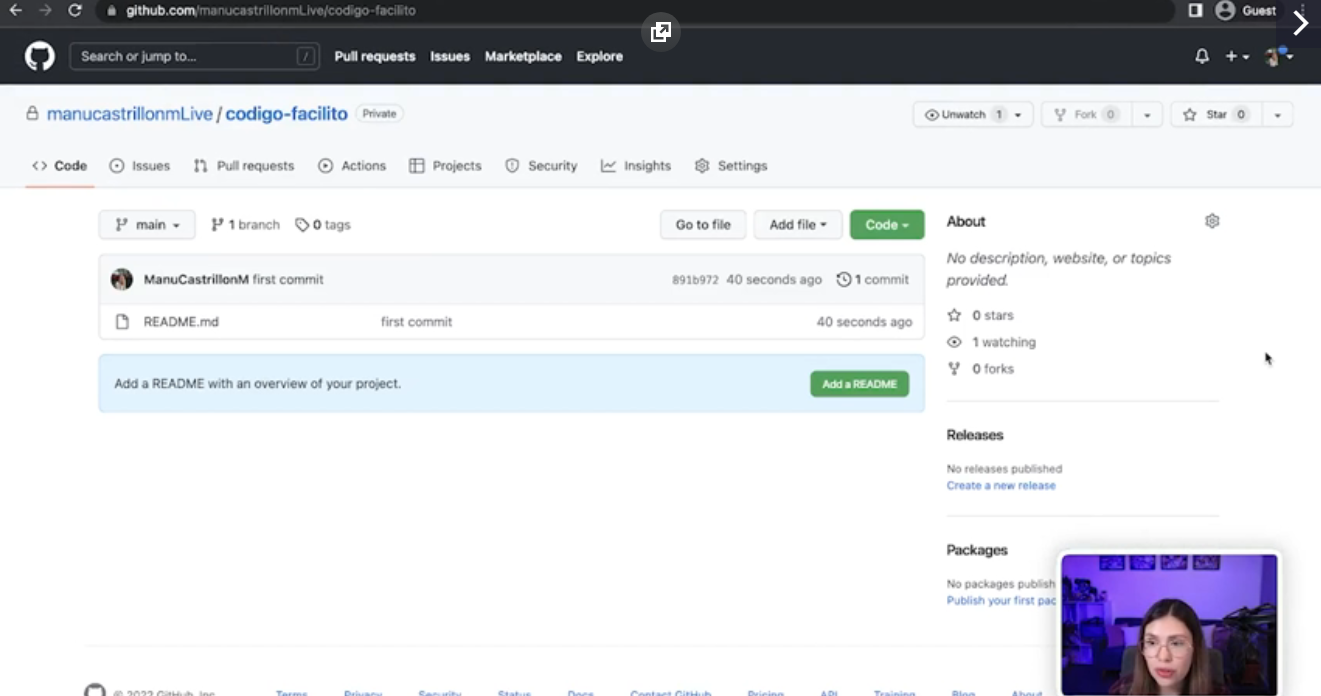 github.com/manucastrillonmLive/codigo-facilito
Guest
Search or jump to...
/
Pull requests Issues Marketplace Explore
manucastrillonmLive / codigo-facilito Private
Unwatch 1 Fork 0 Star 0
Code Issues Pull requests Actions Projects Security Insights Settings
main 1 branch 0 tags
Go to file Add file Code
ManuCastrillonM first commit 891b972 40 seconds ago 1 commit
README.md first commit 40 seconds ago
Add a README with an overview of your project. Add a README
About
No description, website, or topics
provided.
0 stars
1 watching
0 forks
Releases
No releases published
Create a new release
Packages
No packages publish
Publish your first pac
© 2022 GitHub, Inc. Terms Privacy Security Status Docs Contact GitHub Pricing API Training Blog About